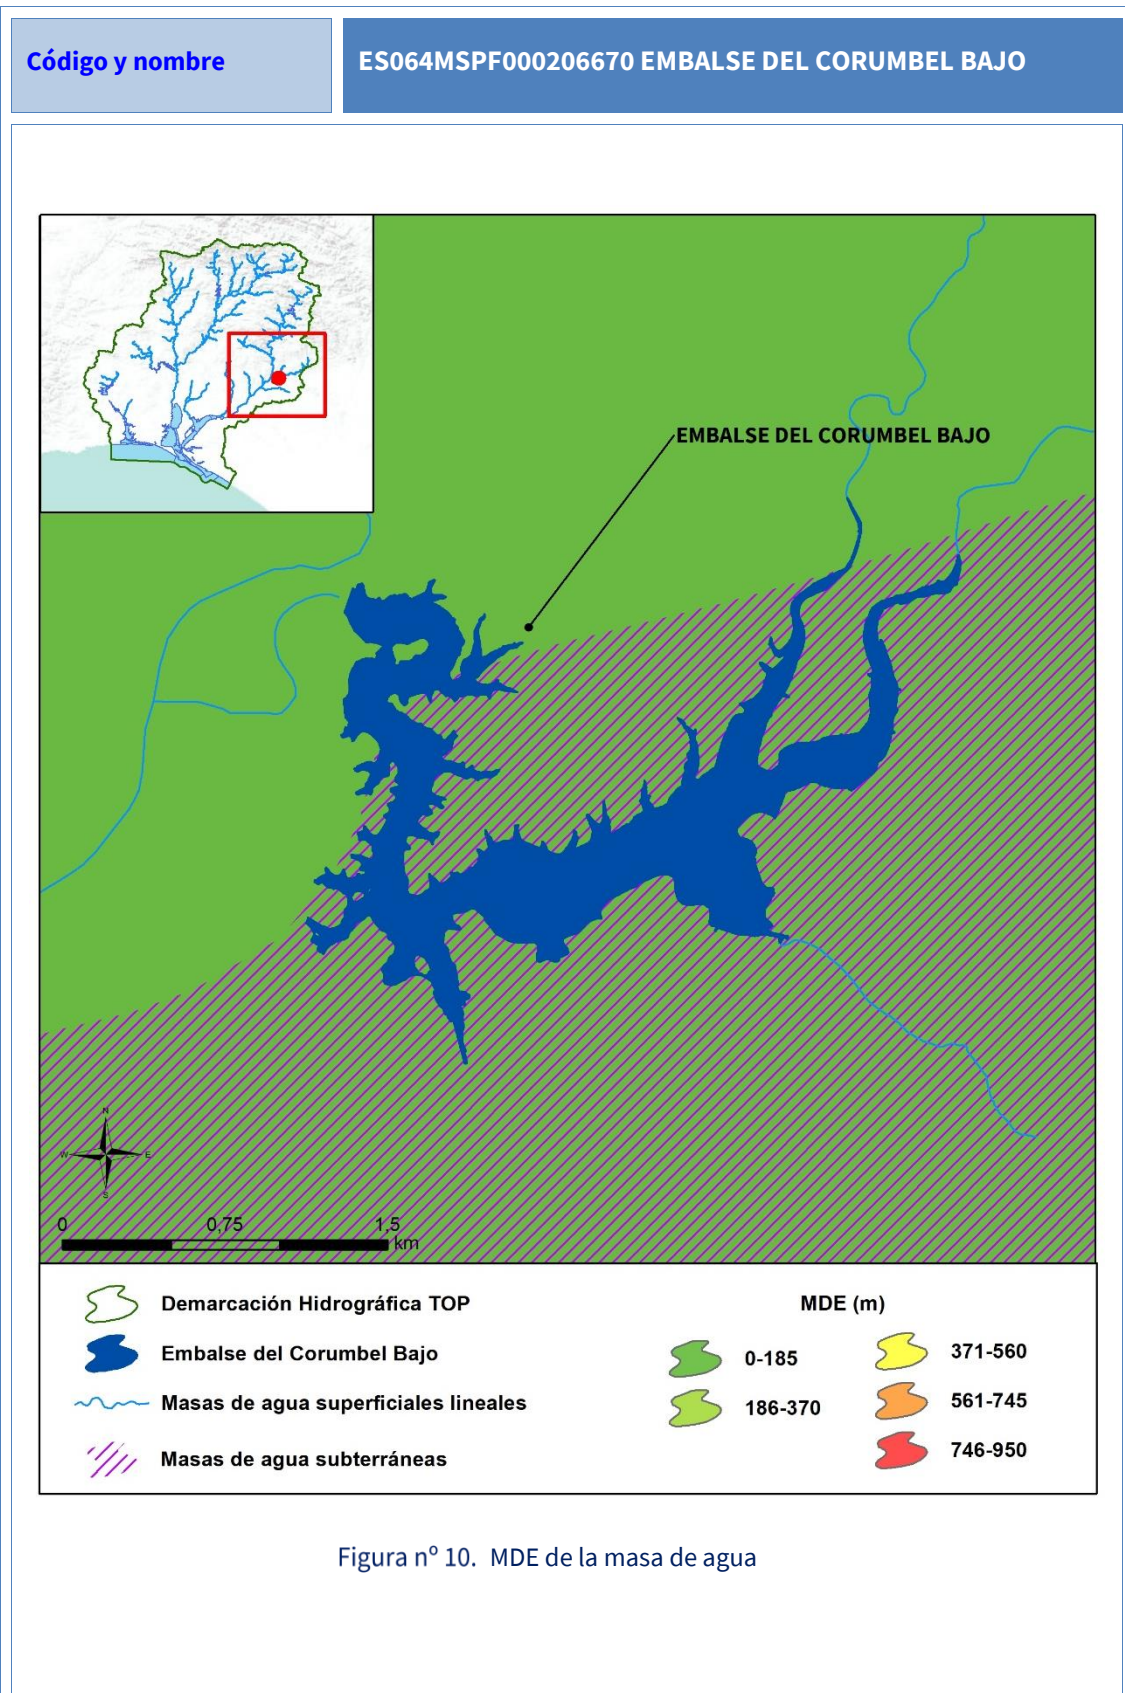 Código y nombre
ES064MSPF000206670 EMBALSE DEL CORUMBEL BAJO
EMBALSE DEL CORUMBEL BAJO
N
W
E
S
0
0,75
1,5
km
Demarcación Hidrográfica TOP
Embalse del Corumbel Bajo
Masas de agua superficiales lineales
Masas de agua subterráneas
MDE (m)
0-185
186-370
371-560
561-745
746-950
Figura nº 10. MDE de la masa de agua